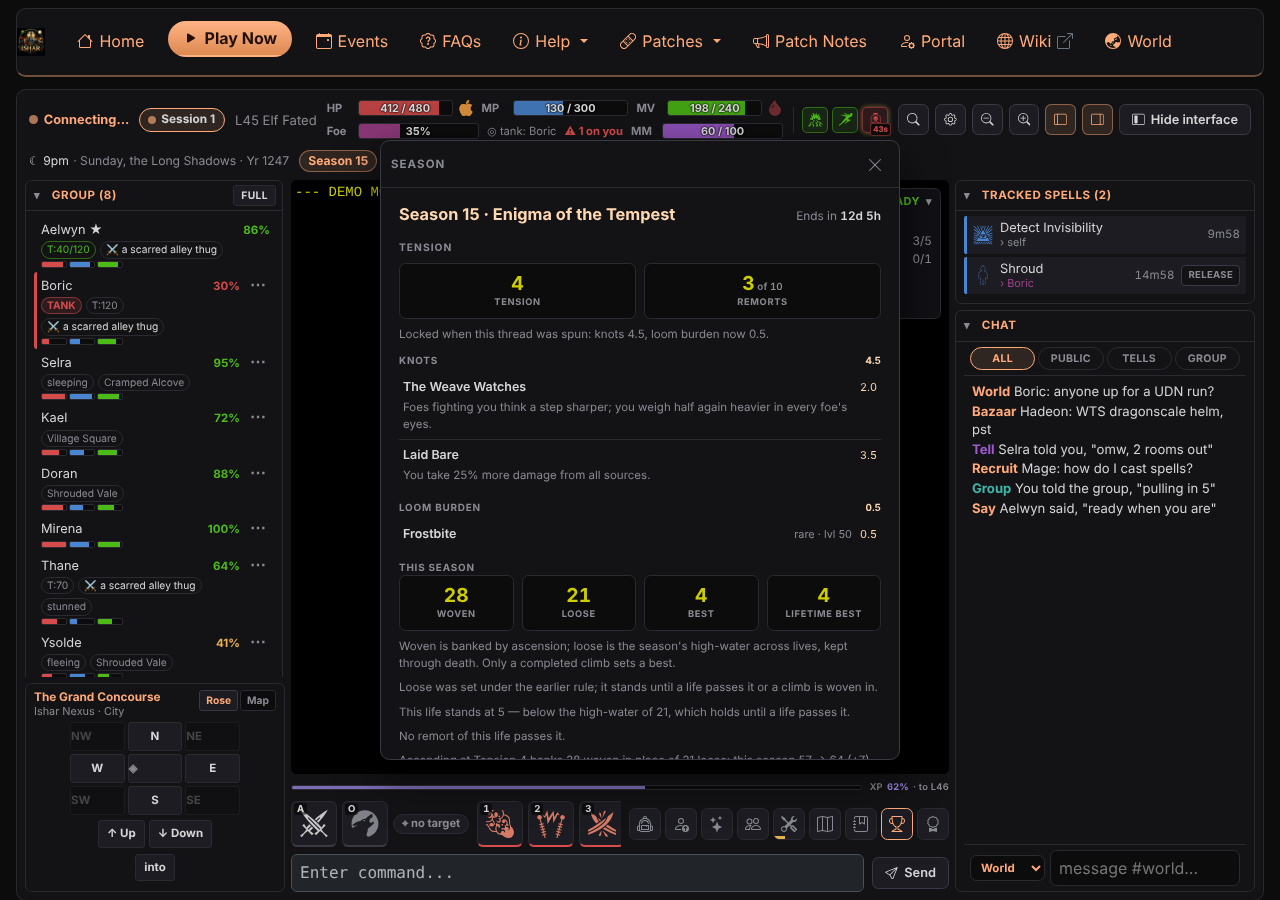 Home
Play Now
Events
FAQs
Help
Patches
Patch Notes
Portal
Wiki
World
Connecting...
Session 1
L45 Elf Fated
HP 412 / 480
MP 130 / 300
MV 198 / 240
Foe 35%
tank: Boric
1 on you
MM 60 / 100
43s
Hide interface
9pm · Sunday, the Long Shadows · Yr 1247
Season 15
GROUP (8)
FULL
Aelwyn ★ 86%
T:40/120 a scarred alley thug
Boric 30%
TANK T:120
a scarred alley thug
Selra 95%
sleeping Cramped Alcove
Kael 72%
Village Square
Doran 88%
Shrouded Vale
Mirena 100%
Thane 64%
T:70 a scarred alley thug
stunned
Ysolde 41%
fleeing Shrouded Vale
The Grand Concourse
Ishar Nexus · City
Rose Map
NW N NE
W E
SW S SE
↑ Up ↓ Down
into
--- DEMO M
ADY
3/5
0/1
SEASON
Season 15 · Enigma of the Tempest
Ends in 12d 5h
TENSION
4
TENSION
3 of 10
REMORTS
Locked when this thread was spun: knots 4.5, loom burden now 0.5.
KNOTS 4.5
The Weave Watches 2.0
Foes fighting you think a step sharper; you weigh half again heavier in every foe's
eyes.
Laid Bare 3.5
You take 25% more damage from all sources.
LOOM BURDEN 0.5
Frostbite rare · lvl 50 0.5
THIS SEASON
28
WOVEN
21
LOOSE
4
BEST
4
LIFETIME BEST
Woven is banked by ascension; loose is the season's high-water across lives, kept
through death. Only a completed climb sets a best.
Loose was set under the earlier rule; it stands until a life passes it or a climb is woven in.
This life stands at 5 — below the high-water of 21, which holds until a life passes it.
No remort of this life passes it.
Ascending at Tension 4 banks 28 woven in place of 21 loose: this season 57 → 64 (+7)
XP 62% · to L46
A
O
+ no target
1
2
3
Enter command...
Send
TRACKED SPELLS (2)
Detect Invisibility 9m58
› self
Shroud 14m58 RELEASE
› Boric
CHAT
ALL PUBLIC TELLS GROUP
World Boric: anyone up for a UDN run?
Bazaar Hadeon: WTS dragonscale helm,
pst
Tell Selra told you, "omw, 2 rooms out"
Recruit Mage: how do I cast spells?
Group You told the group, "pulling in 5"
Say Aelwyn said, "ready when you are"
World
message #world...